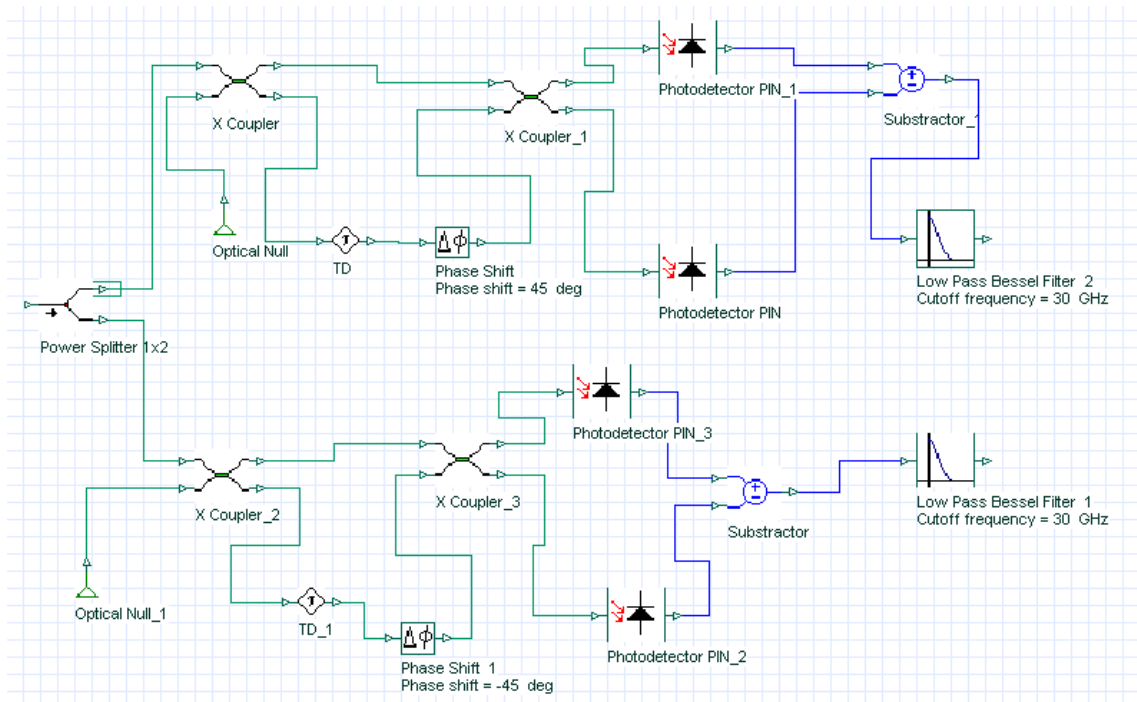 Photodetector PIN_1
X Coupler
X Coupler_1
Substractor_1
Optical Null
TD
Phase Shift
Phase shift = 45 deg
Low Pass Bessel Filter 2
Cutoff frequency = 30 GHz
Photodetector PIN
Power Splitter 1x2
Photodetector PIN_3
X Coupler_2
X Coupler_3
Substractor
Low Pass Bessel Filter 1
Cutoff frequency = 30 GHz
Optical Null_1
TD_1
Phase Shift 1
Phase shift = -45 deg
Photodetector PIN_2